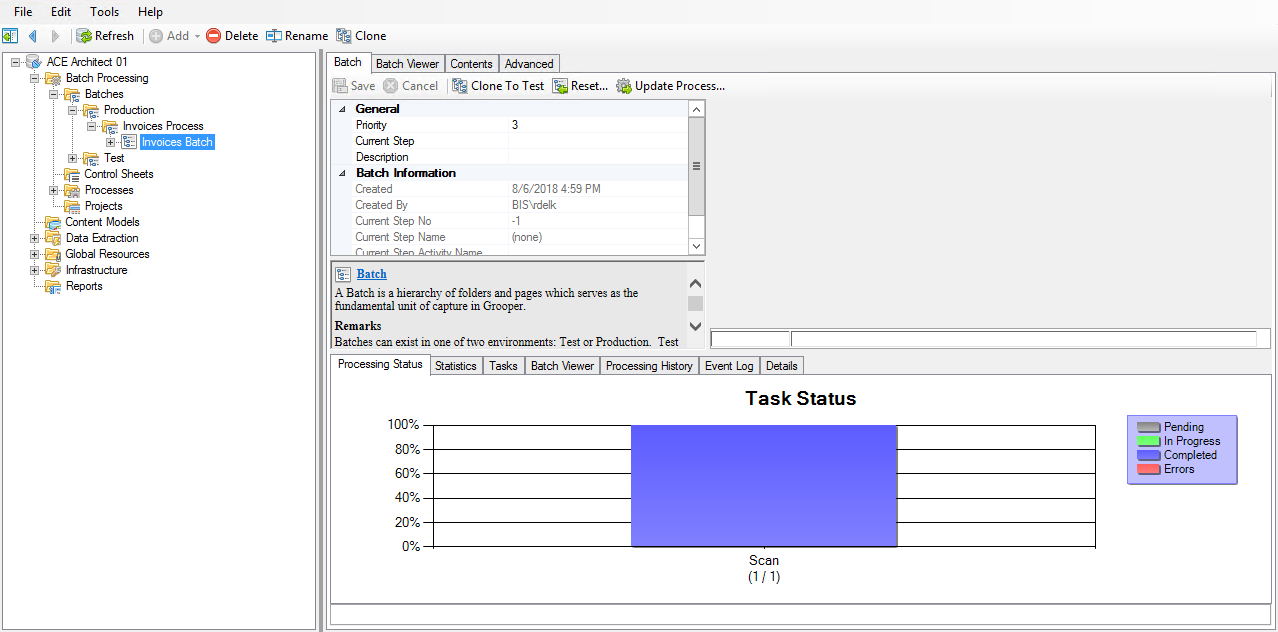 File Edit Tools Help
Refresh Add Delete Rename Clone
ACE Architect 01
Batch Processing
Batches
Production
Invoices Process
Invoices Batch
Test
Control Sheets
Processes
Projects
Content Models
Data Extraction
Global Resources
Infrastructure
Reports
Batch Batch Viewer Contents Advanced
Save Cancel Clone To Test Reset... Update Process...
General
Priority 3
Current Step
Description
Batch Information
Created 8/6/2018 4:59 PM
Created By BIS\rdelk
Current Step No -1
Current Step Name (none)
Current Step Activity Name
Batch
A Batch is a hierarchy of folders and pages which serves as the
fundamental unit of capture in Grooper.
Remarks
Batches can exist in one of two environments: Test or Production. Test
Processing Status Statistics Tasks Batch Viewer Processing History Event Log Details
Task Status
100%
80%
60%
40%
20%
0%
Scan
(1 / 1)
Pending
In Progress
Completed
Errors